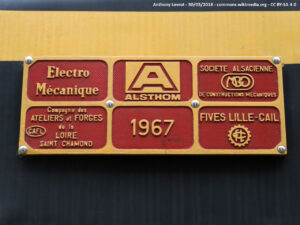 Anthony Levrot - 30/03/2018 - commons.wikimedia.org - CC BY-SA 4.0
Electro
Mécanique
A
ALSTHOM
SOCIETE ALSACIENNE
DE CONSTRUCTIONS MÉCANIQUES
Compagnie des
ATELIERS et FORGES
de la
LOIRE
SAINT CHAMOND
CAFL
1967
FIVES LILLE-CAIL